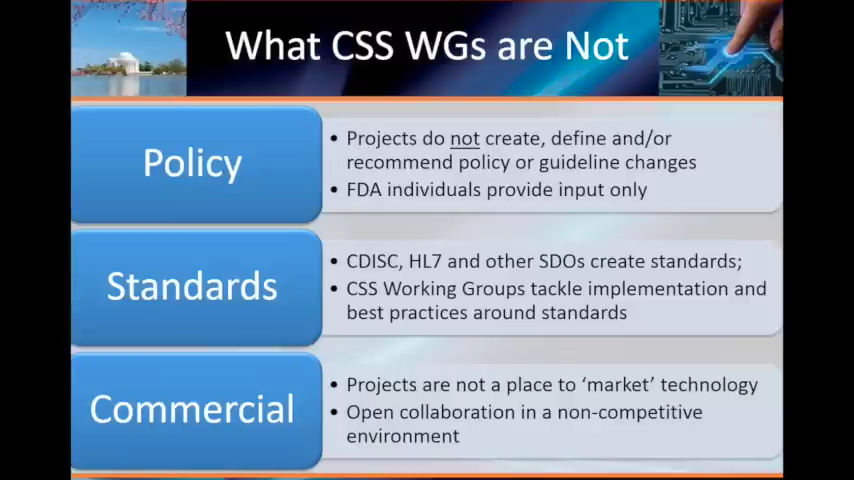 What CSS WGs are Not
Policy
• Projects do not create, define and/or
recommend policy or guideline changes
• FDA individuals provide input only
Standards
• CDISC, HL7 and other SDOs create standards;
• CSS Working Groups tackle implementation and
best practices around standards
Commercial
• Projects are not a place to ‘market’ technology
• Open collaboration in a non-competitive
environment